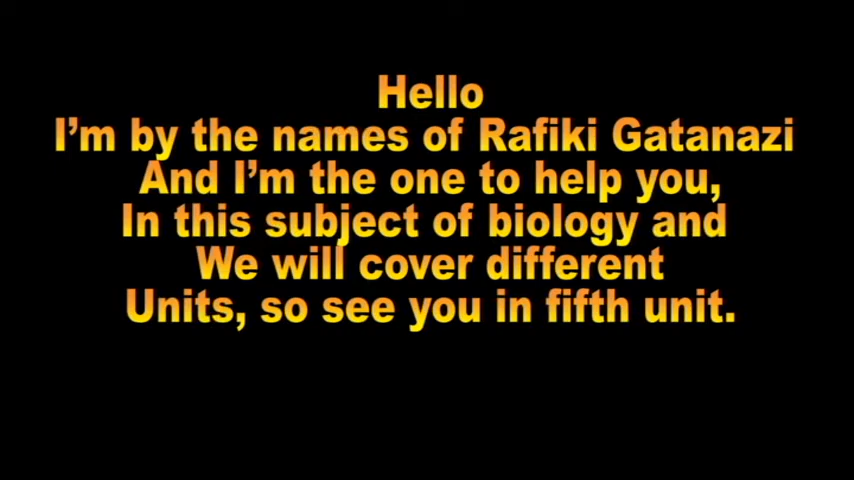 Hello
I’m by the names of Rafiki Gatanazi
And I’m the one to help you,
In this subject of biology and
We will cover different
Units, so see you in fifth unit.